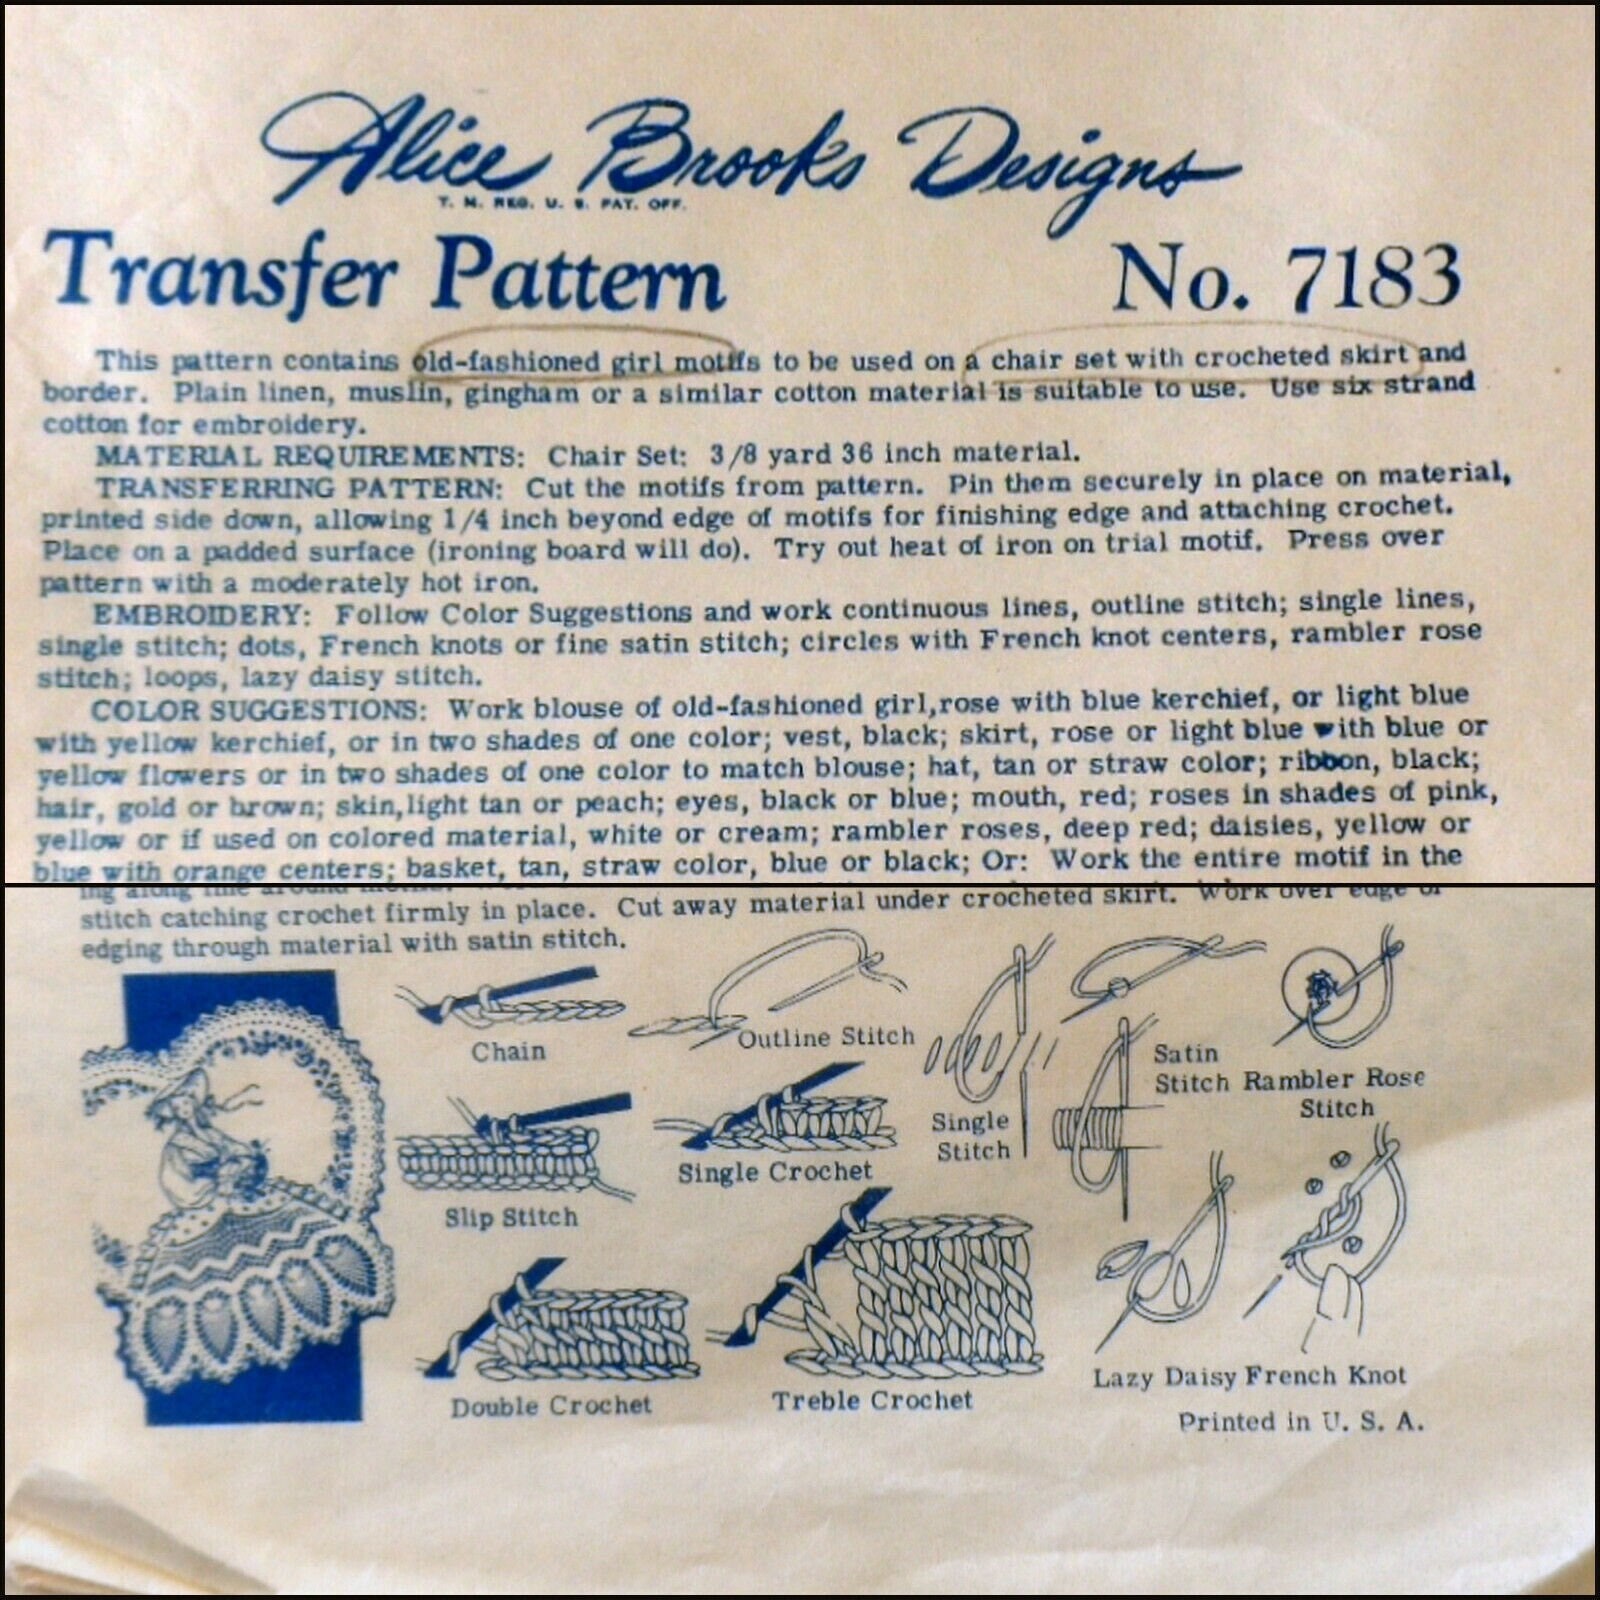 Alice Brooks Designs
T. M. REG. U. S. PAT. OFF.
Transfer Pattern No. 7183
This pattern contains old-fashioned girl motifs to be used on a chair set with crocheted skirt and
border. Plain linen, muslin, gingham or a similar cotton material is suitable to use. Use six strand
cotton for embroidery.
MATERIAL REQUIREMENTS: Chair Set: 3/8 yard 36 inch material.
TRANSFERRING PATTERN: Cut the motifs from pattern. Pin them securely in place on material,
printed side down, allowing 1/4 inch beyond edge of motifs for finishing edge and attaching crochet.
Place on a padded surface (ironing board will do). Try out heat of iron on trial motif. Press over
pattern with a moderately hot iron.
EMBROIDERY: Follow Color Suggestions and work continuous lines, outline stitch; single lines,
single stitch; dots, French knots or fine satin stitch; circles with French knot centers, rambler rose
stitch; loops, lazy daisy stitch.
COLOR SUGGESTIONS: Work blouse of old-fashioned girl,rose with blue kerchief, or light blue
with yellow kerchief, or in two shades of one color; vest, black; skirt, rose or light blue with blue or
yellow flowers or in two shades of one color to match blouse; hat, tan or straw color; ribbon, black;
hair, gold or brown; skin,light tan or peach; eyes, black or blue; mouth, red; roses in shades of pink,
yellow or if used on colored material, white or cream; rambler roses, deep red; daisies, yellow or
blue with orange centers; basket, tan, straw color, blue or black; Or: Work the entire motif in the
ing along line around Work over edge of
stitch catching crochet firmly in place. Cut away material under crocheted skirt.
edging through material with satin stitch.
Chain
Outline Stitch
Single
Stitch
Satin
Stitch
Rambler Rose
Stitch
Slip Stitch
Single Crochet
Double Crochet
Treble Crochet
Lazy Daisy
French Knot
Printed in U. S. A.